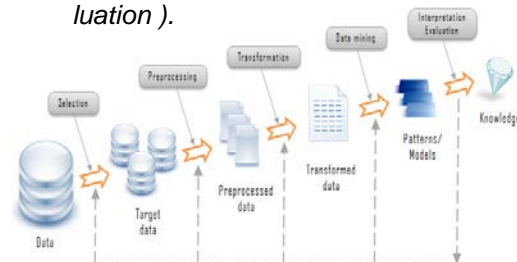 luation ).
Interpretation
Evaluation
Data mining
Transformation
Preprocessing
Selection
Knowledge
Patterns/
Models
Transformed
data
Preprocessed
data
Target
data
Data